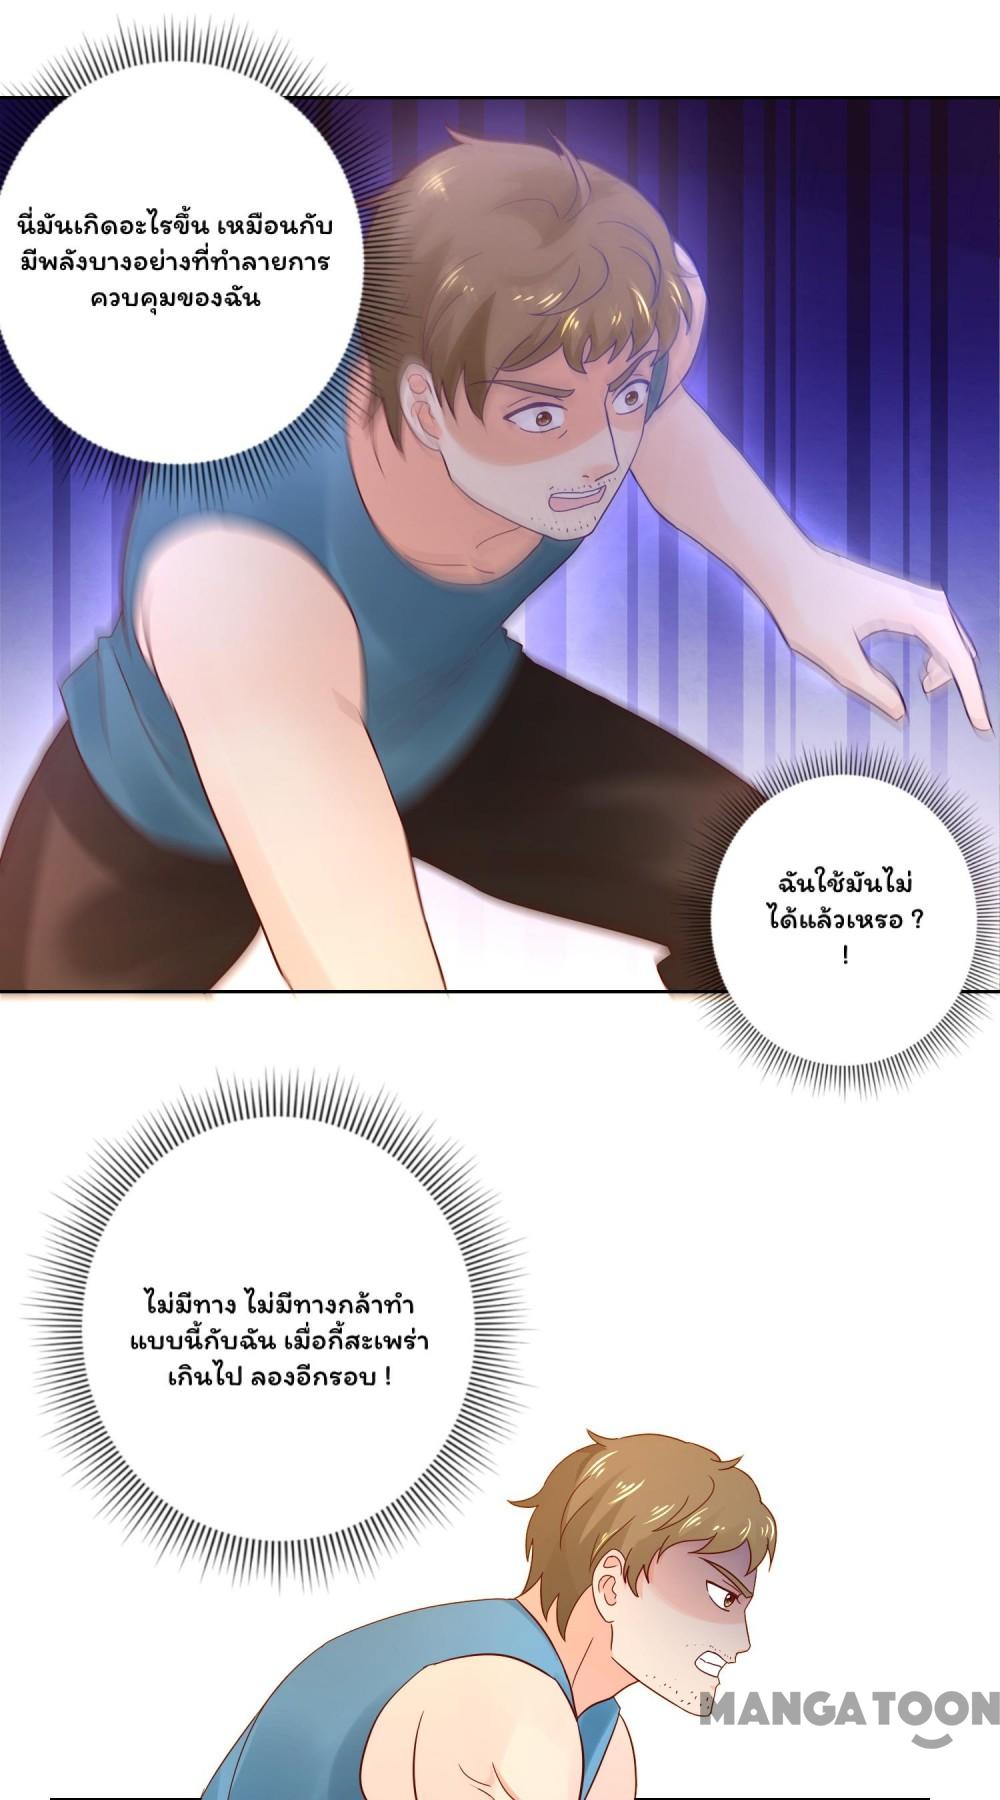 นี่มันเกิดอะไรขึ้น เหมือนกับ
มีพลังบางอย่างที่ทำลายการ
ควบคุมของฉัน
ฉันใช้มันไม่
ได้แล้วเหรอ ?
!
ไม่มีทาง ไม่มีทางกล้าทำ
แบบนี้กับฉัน เมื่อกี้สะเพร่า
เกินไป ลองอีกรอบ !
MANGATOON